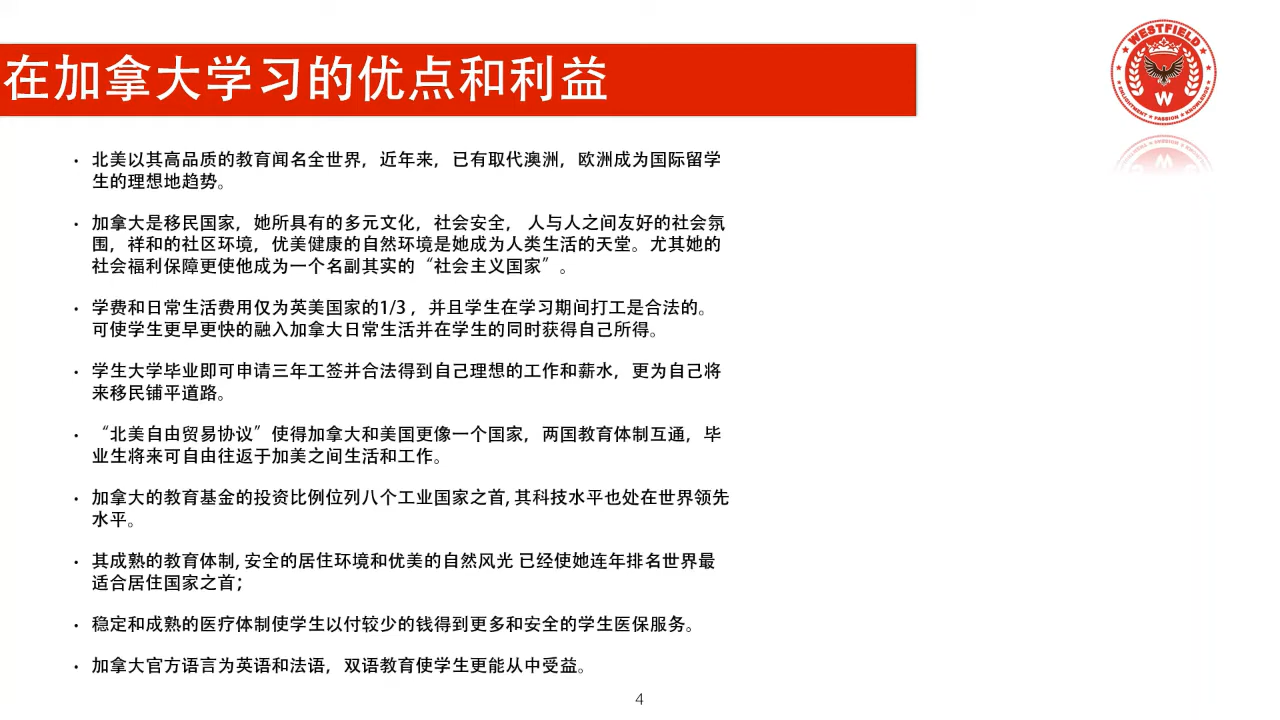 在加拿大学习的优点和利益
WESTFIELD
W
ENLIGHTMENT ★ PASSION ★ KNOWLEDGE
• 北美以其高品质的教育闻名全世界，近年来，已有取代澳洲，欧洲成为国际留学
生的理想地趋势。
• 加拿大是移民国家，她所具有的多元文化，社会安全， 人与人之间友好的社会氛
围，祥和的社区环境，优美健康的自然环境是她成为人类生活的天堂。尤其她的
社会福利保障更使他成为一个名副其实的“社会主义国家”。
• 学费和日常生活费用仅为英美国家的1/3 ，并且学生在学习期间打工是合法的。
可使学生更早更快的融入加拿大日常生活并在学生的同时获得自己所得。
• 学生大学毕业即可申请三年工签并合法得到自己理想的工作和薪水，更为自己将
来移民铺平道路。
• “北美自由贸易协议”使得加拿大和美国更像一个国家，两国教育体制互通，毕
业生将来可自由往返于加美之间生活和工作。
• 加拿大的教育基金的投资比例位列八个工业国家之首, 其科技水平也处在世界领先
水平。
• 其成熟的教育体制, 安全的居住环境和优美的自然风光 已经使她连年排名世界最
适合居住国家之首；
• 稳定和成熟的医疗体制使学生以付较少的钱得到更多和安全的学生医保服务。
• 加拿大官方语言为英语和法语，双语教育使学生更能从中受益。
4